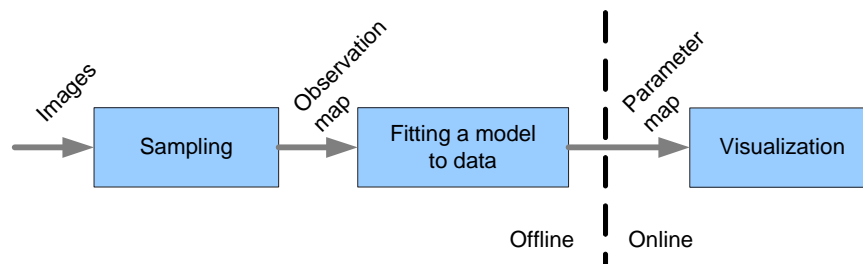 Images
Sampling
Observation
map
Fitting a model
to data
Parameter
map
Visualization
Offline
Online